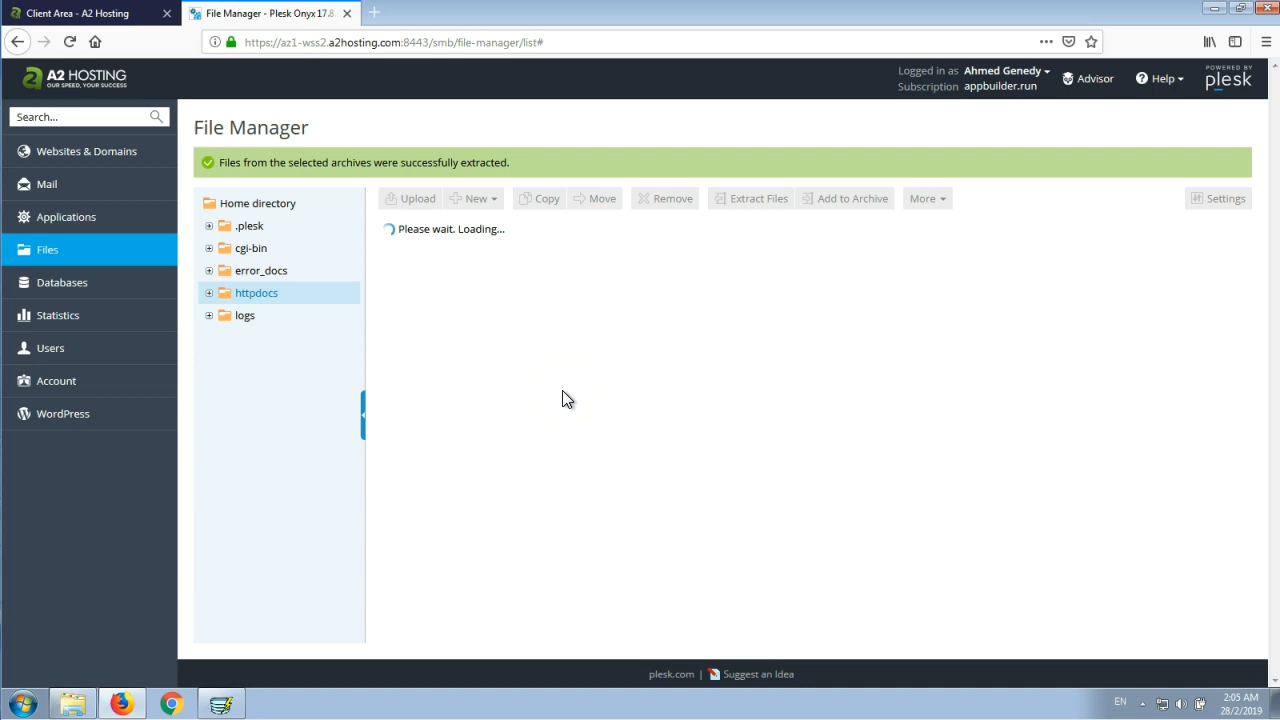 Client Area - A2 Hosting
File Manager - Plesk Onyx 17.8.
https://az1-wss2.a2hosting.com:8443/smb/file-manager/list#
A2 HOSTING
OUR SPEED, YOUR SUCCESS
Logged in as Ahmed Genedy
Subscription appbuilder.run
Advisor
Help
POWERED BY
plesk
Search...
Websites & Domains
Mail
Applications
Files
Databases
Statistics
Users
Account
WordPress
File Manager
Files from the selected archives were successfully extracted.
Home directory
.plesk
cgi-bin
error_docs
httpdocs
logs
Upload New Copy Move Remove Extract Files Add to Archive More Settings
Please wait. Loading...
plesk.com | Suggest an Idea
EN
2:05 AM
28/2/2019